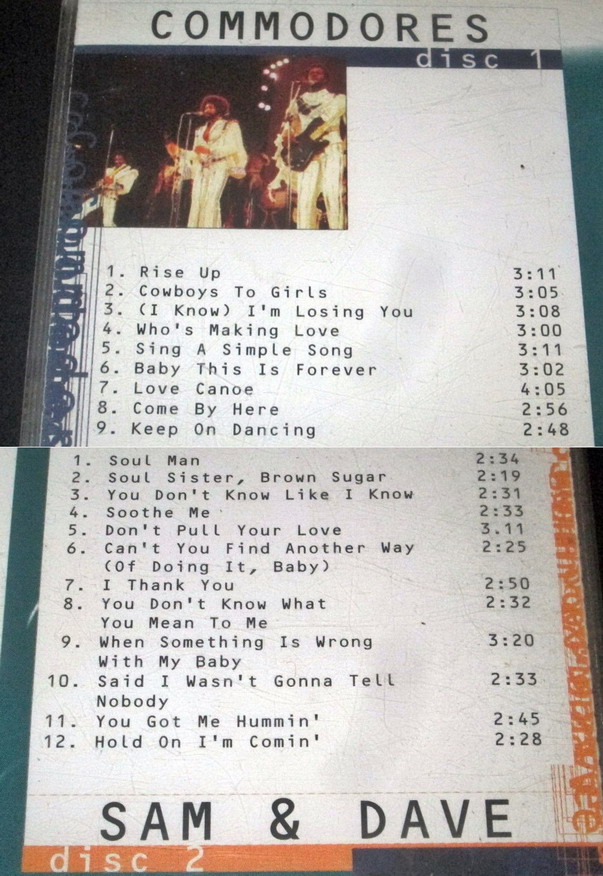 COMMODORES
disc 1
1. Rise Up 3:11
2. Cowboys To Girls 3:05
3. (I Know) I'm Losing You 3:08
4. Who's Making Love 3:00
5. Sing A Simple Song 3:11
6. Baby This Is Forever 3:02
7. Love Canoe 4:05
8. Come By Here 2:56
9. Keep On Dancing 2:48
1. Soul Man 2:34
2. Soul Sister, Brown Sugar 2:19
3. You Don't Know Like I Know 2:31
4. Soothe Me 2:33
5. Don't Pull Your Love 3.11
6. Can't You Find Another Way 2:25
(Of Doing It, Baby)
7. I Thank You 2:50
8. You Don't Know What 2:32
You Mean To Me
9. When Something Is Wrong 3:20
With My Baby
10. Said I Wasn't Gonna Tell 2:33
Nobody
11. You Got Me Hummin' 2:45
12. Hold On I'm Comin' 2:28
SAM & DAVE
disc 2